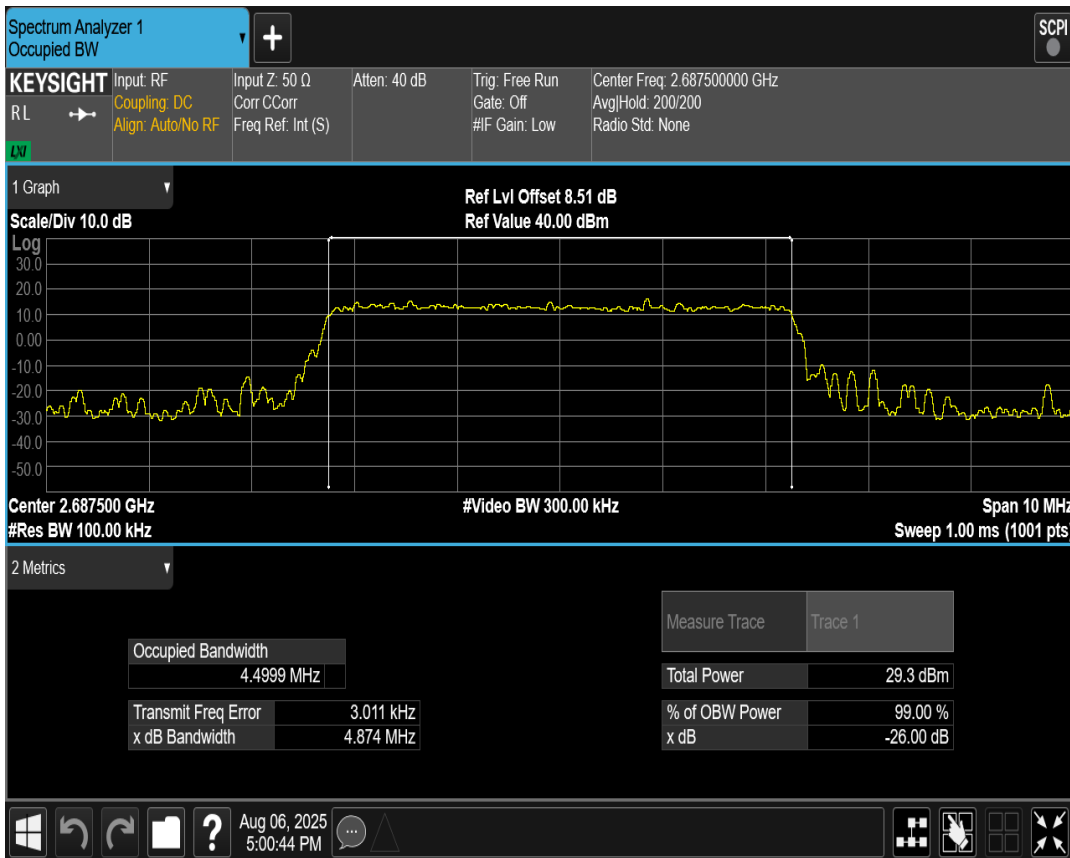 Spectrum Analyzer 1
Occupied BW
▼
+
SCPI
KEYSIGHT
RL
LXI
Input: RF
Coupling: DC
Align: Auto/No RF
Input Z: 50 Ω
Corr CCorr
Freq Ref: Int (S)
Atten: 40 dB
Trig: Free Run
Gate: Off
#IF Gain: Low
Center Freq: 2.687500000 GHz
Avg|Hold: 200/200
Radio Std: None
1 Graph ▼
Ref Lvl Offset 8.51 dB
Scale/Div 10.0 dB Ref Value 40.00 dBm
Log
30.0
20.0
10.0
0.00
-10.0
-20.0
-30.0
-40.0
-50.0
Center 2.687500 GHz #Video BW 300.00 kHz Span 10 MHz
#Res BW 100.00 kHz Sweep 1.00 ms (1001 pts)
2 Metrics ▼
Measure Trace Trace 1
Occupied Bandwidth
4.4999 MHz
Total Power 29.3 dBm
Transmit Freq Error 3.011 kHz % of OBW Power 99.00 %
x dB Bandwidth 4.874 MHz x dB -26.00 dB
?
Aug 06, 2025
5:00:44 PM